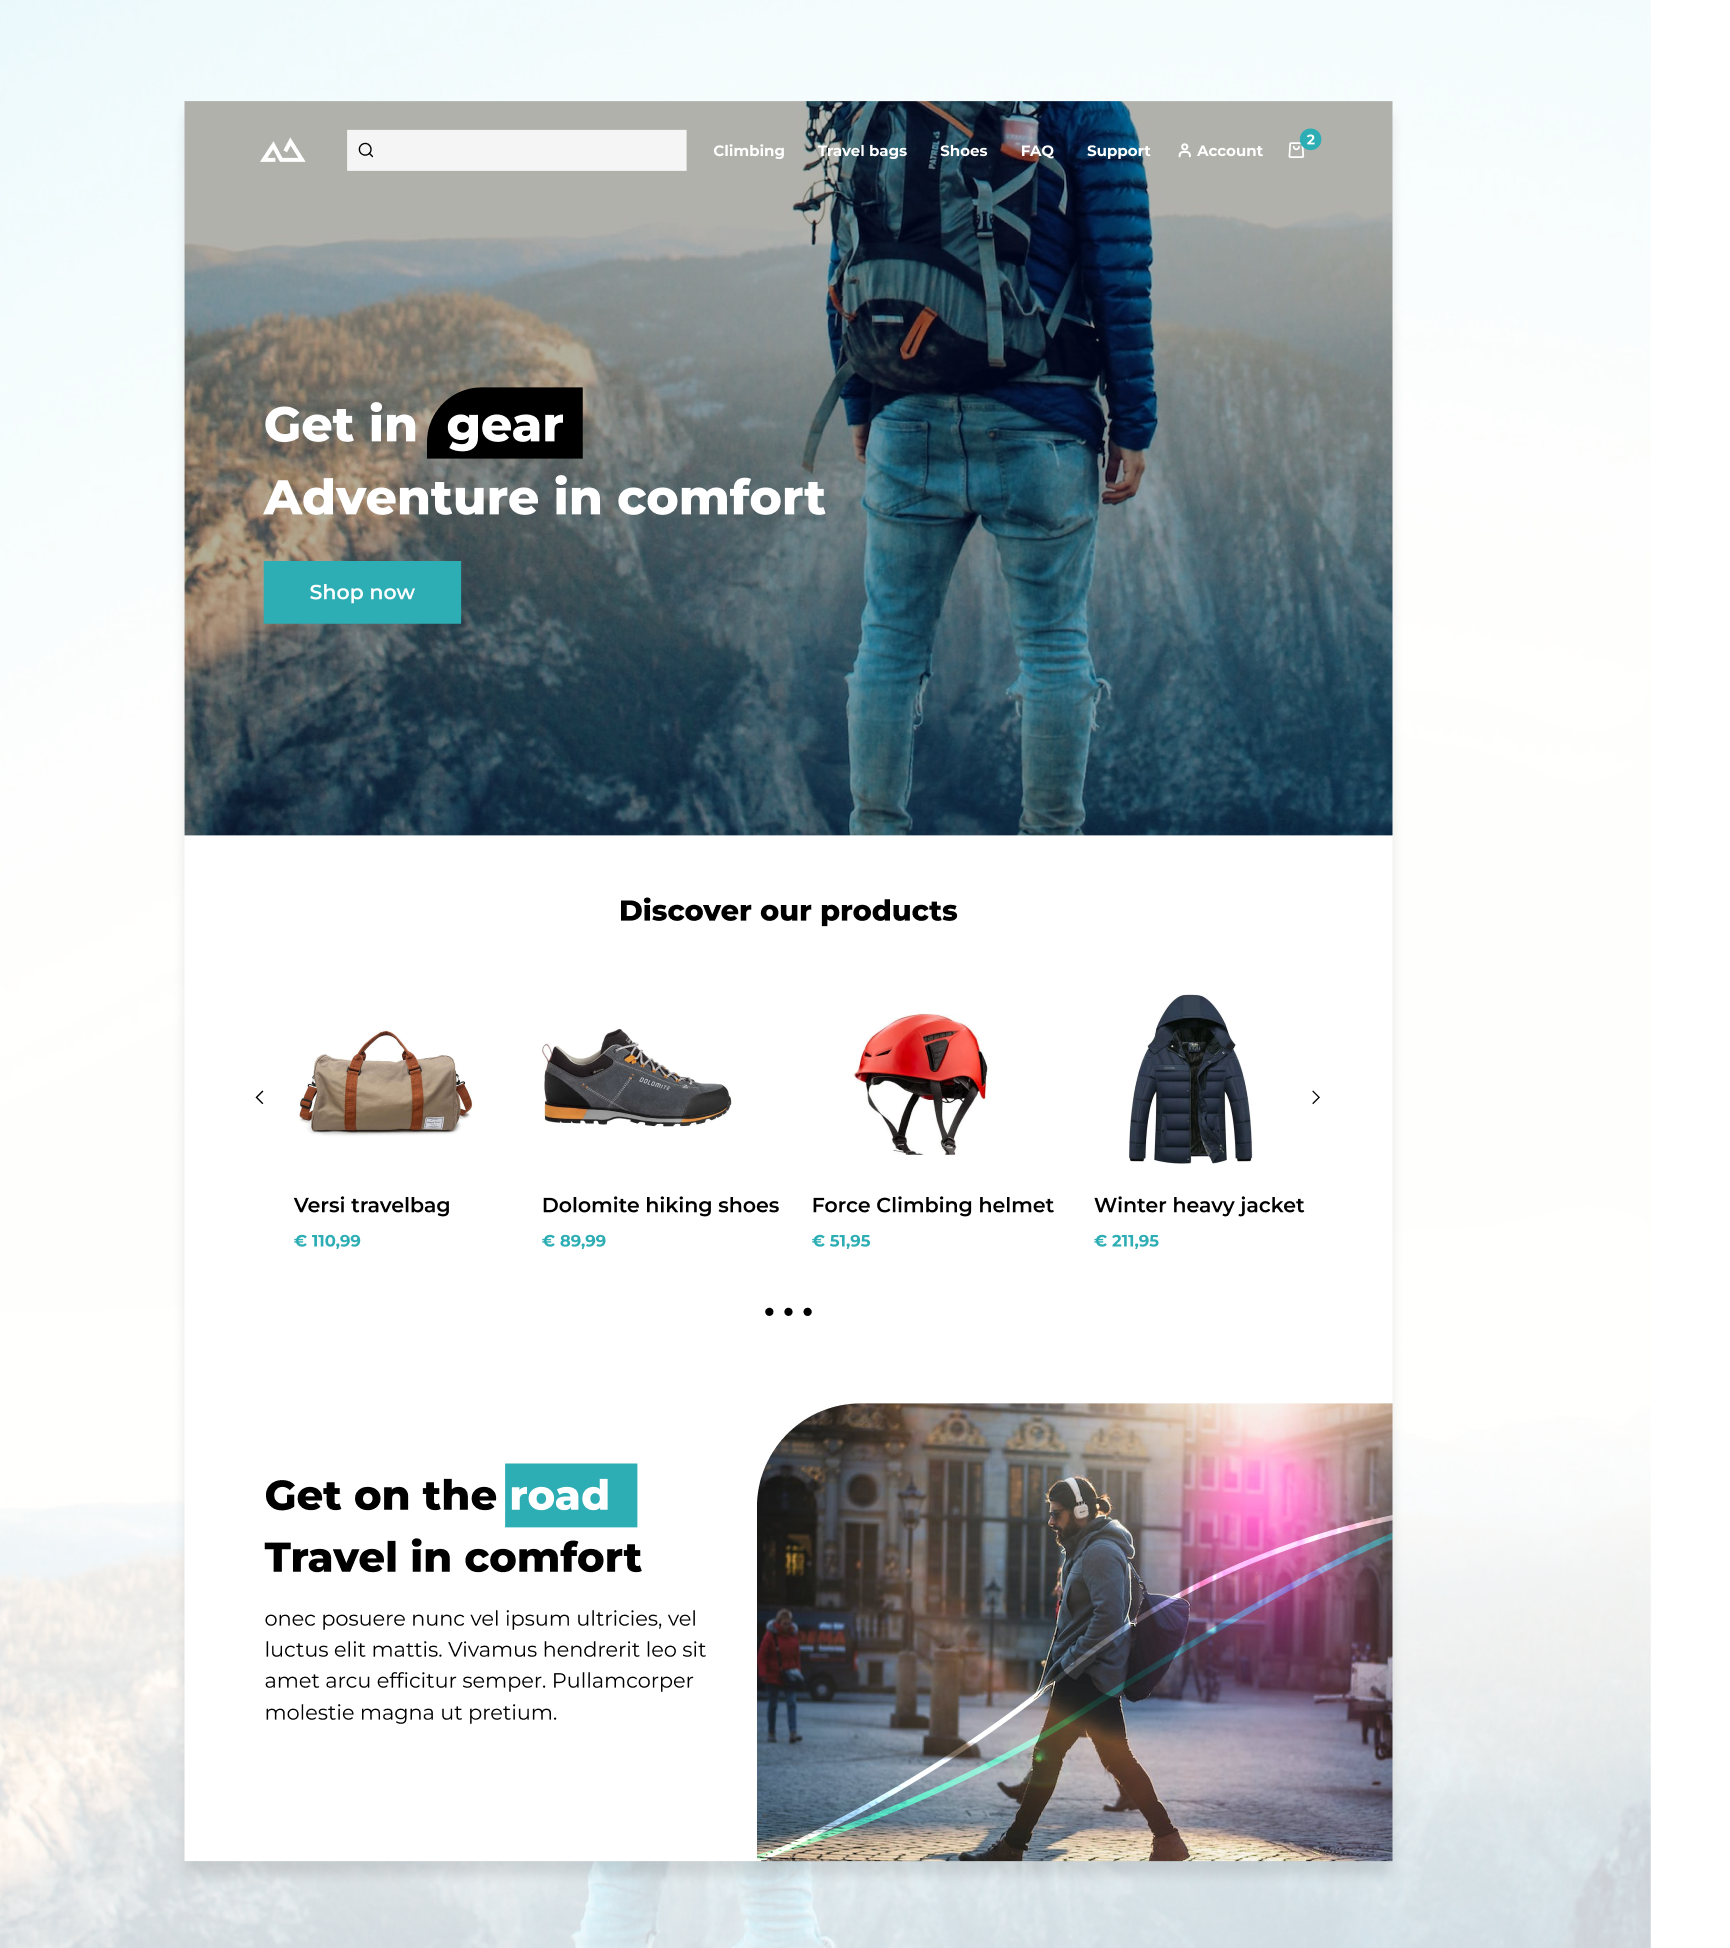 Climbing Travel bags Shoes FAQ Support Account 2
PATROL
Get in gear
Adventure in comfort
Shop now
Discover our products
DOLOMITE
Versi travelbag Dolomite hiking shoes Force Climbing helmet Winter heavy jacket
€ 110,99 € 89,99 € 51,95 € 211,95
Get on the road
Travel in comfort
onec posuere nunc vel ipsum ultricies, vel
luctus elit mattis. Vivamus hendrerit leo sit
amet arcu efficitur semper. Pullamcorper
molestie magna ut pretium.